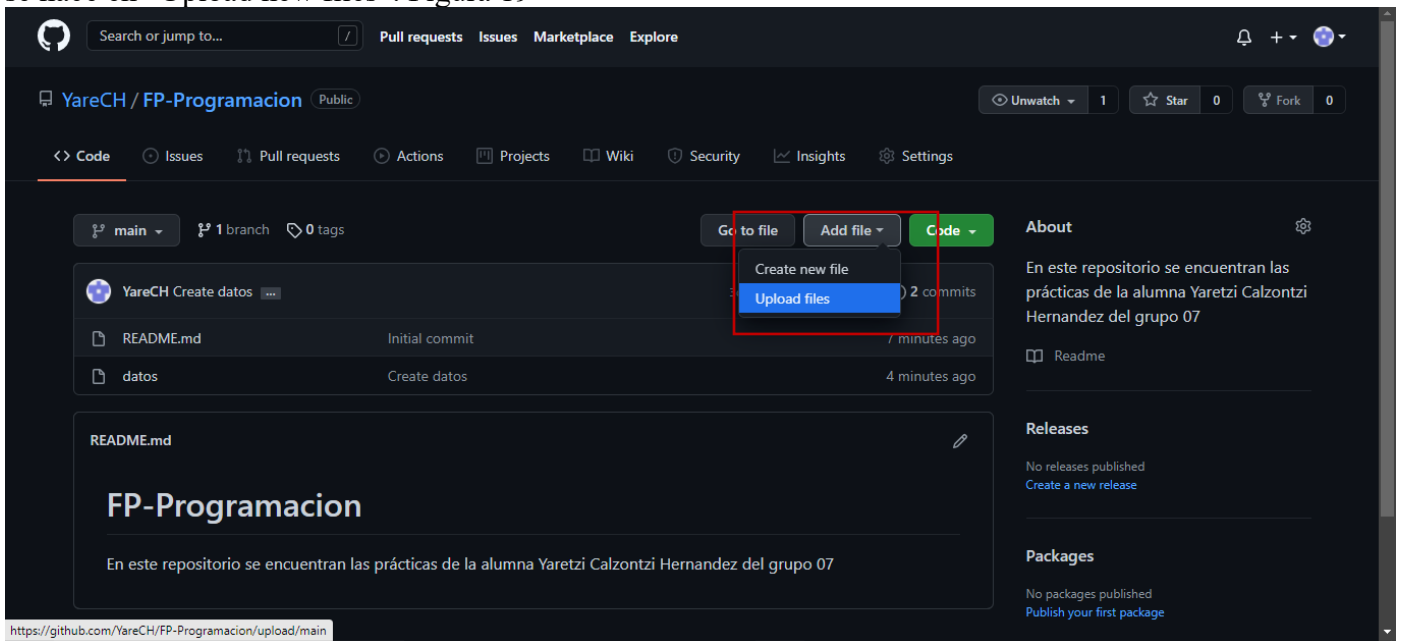 Search or jump to... / Pull requests Issues Marketplace Explore
YareCH / FP-Programacion Public Unwatch 1 Star 0 Fork 0
<> Code Issues Pull requests Actions Projects Wiki Security Insights Settings
main 1 branch 0 tags Go to file Add file Code
Create new file
Upload files
YareCH Create datos ... 2 commits
README.md Initial commit 7 minutes ago
datos Create datos 4 minutes ago
README.md
FP-Programacion
En este repositorio se encuentran las prácticas de la alumna Yaretzi Calzontzi Hernandez del grupo 07
About
En este repositorio se encuentran las
prácticas de la alumna Yaretzi Calzontzi
Hernandez del grupo 07
Readme
Releases
No releases published
Create a new release
Packages
No packages published
Publish your first package
https://github.com/YareCH/FP-Programacion/upload/main